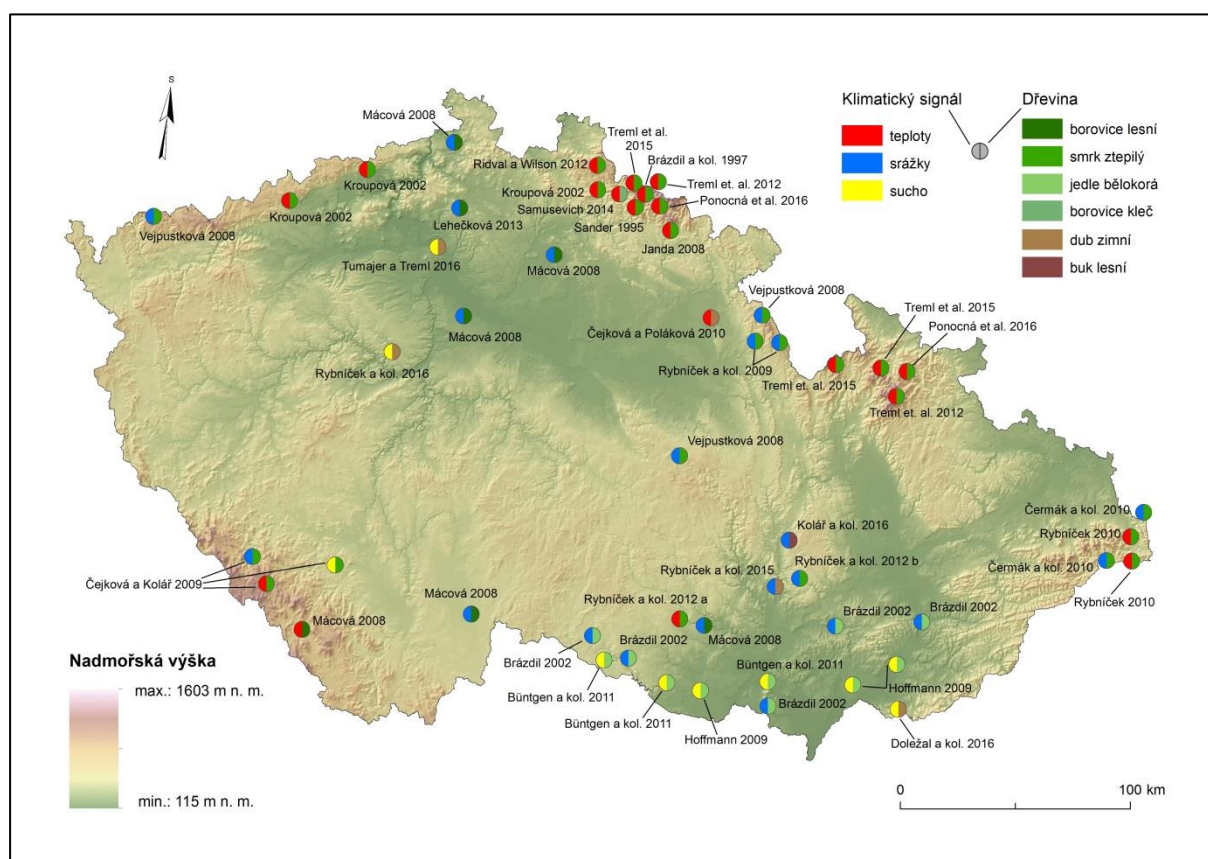 S
Klimatický signál
teploty
srážky
sucho
Dřevina
borovice lesní
smrk ztepilý
jedle bělokorá
borovice kleč
dub zimní
buk lesní
Mácová 2008
Treml et al.
2015
Brázdil a kol. 1997
Ridval a Wilson 2012
Kroupová 2002
Treml et. al. 2012
Kroupová 2002
Ponocná et al. 2016
Kroupová 2002
Samusevich 2014
Lehečková 2013
Sander 1995
Vejpustková 2008
Janda 2008
Tumajer a Treml 2016
Mácová 2008
Vejpustková 2008
Treml et al. 2015
Mácová 2008
Čejková a Poláková 2010
Ponocná et al. 2016
Rybníček a kol. 2016
Rybníček a kol. 2009
Treml et. al. 2015
Treml et. al. 2012
Vejpustková 2008
Čermák a kol. 2010
Kolář a kol. 2016
Rybníček 2010
Rybníček a kol. 2012 b
Čermák a kol. 2010
Čejková a Kolář 2009
Rybníček a kol. 2015
Rybníček 2010
Mácová 2008
Rybníček a kol. 2012 a
Brázdil 2002
Brázdil 2002
Mácová 2008
Mácová 2008
Brázdil 2002
Brázdil 2002
Büntgen a kol. 2011
Büntgen a kol. 2011
Hoffmann 2009
Büntgen a kol. 2011
Brázdil 2002
Hoffmann 2009
Doležal a kol. 2016
Nadmořská výška
max.: 1603 m n. m.
min.: 115 m n. m.
0
100 km